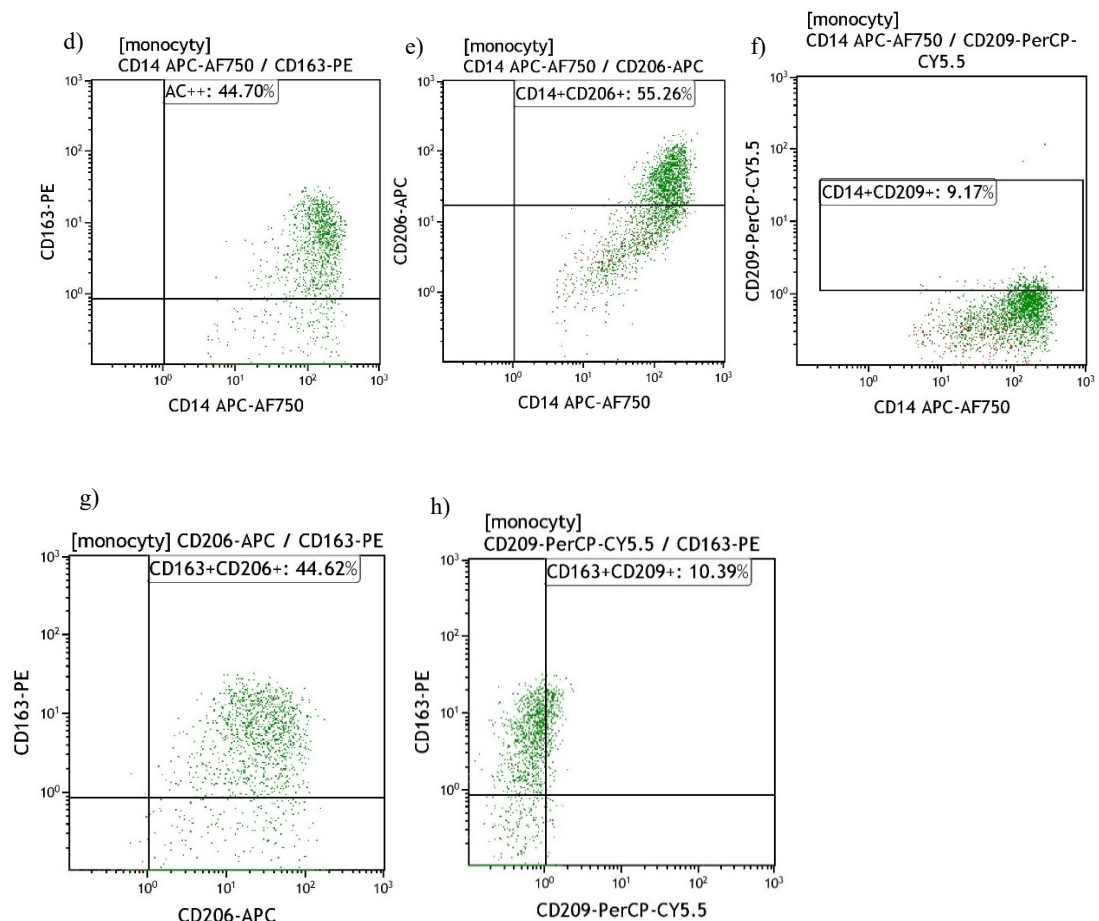 d)
[monocyty]
CD14 APC-AF750 / CD163-PE
10³
AC++: 44.70%
10²
10¹
10⁰
CD163-PE
10⁰ 10¹ 10² 10³
CD14 APC-AF750
e)
[monocyty]
CD14 APC-AF750 / CD206-APC
10³
CD14+CD206+: 55.26%
10²
10¹
10⁰
CD206-APC
10⁰ 10¹ 10² 10³
CD14 APC-AF750
f)
[monocyty]
CD14 APC-AF750 / CD209-PerCP-
CY5.5
10³
10²
CD14+CD209+: 9.17%
10¹
10⁰
CD209-PerCP-CY5.5
10⁰ 10¹ 10² 10³
CD14 APC-AF750
g)
[monocyty] CD206-APC / CD163-PE
10³
CD163+CD206+: 44.62%
10²
10¹
10⁰
CD163-PE
10⁰ 10¹ 10² 10³
CD206-APC
h)
[monocyty]
CD209-PerCP-CY5.5 / CD163-PE
10³
CD163+CD209+: 10.39%
10²
10¹
10⁰
CD163-PE
10⁰ 10¹ 10² 10³
CD209-PerCP-CY5.5